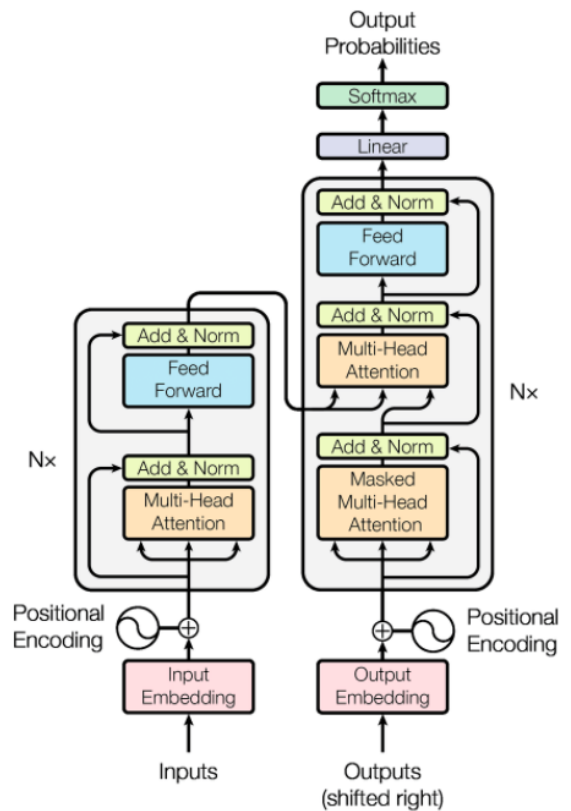 Output
Probabilities
Softmax
Linear
Add & Norm
Feed
Forward
Add & Norm
Multi-Head
Attention
Add & Norm
Masked
Multi-Head
Attention
Nx
Positional
Encoding
Output
Embedding
Outputs
(shifted right)
Add & Norm
Feed
Forward
Add & Norm
Multi-Head
Attention
Nx
Positional
Encoding
Input
Embedding
Inputs